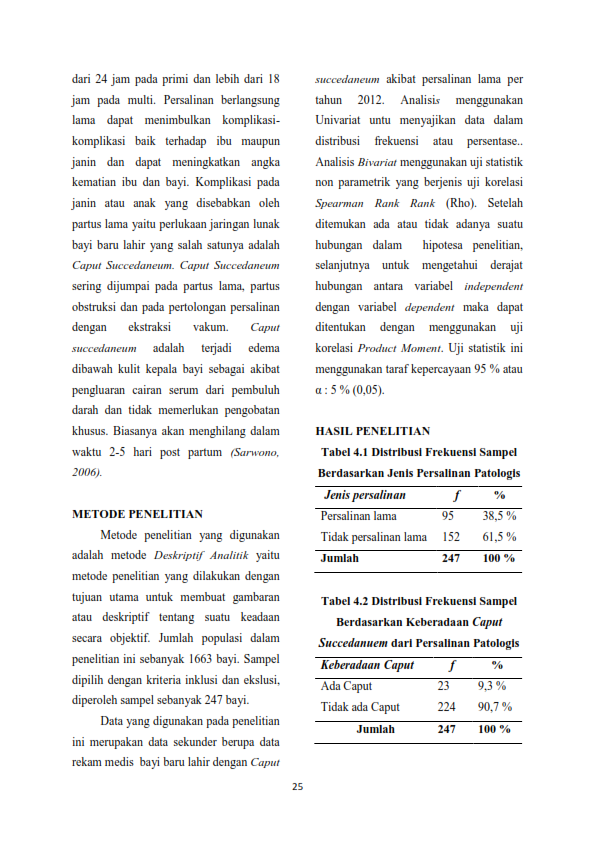 dari 24 jam pada primi dan lebih dari 18
jam pada multi. Persalinan berlangsung
lama dapat menimbulkan komplikasi-
komplikasi baik terhadap ibu maupun
janin dan dapat meningkatkan angka
kematian ibu dan bayi. Komplikasi pada
janin atau anak yang disebabkan oleh
partus lama yaitu perlukaan jaringan lunak
bayi baru lahir yang salah satunya adalah
Caput Succedaneum. Caput Succedaneum
sering dijumpai pada partus lama, partus
obstruksi dan pada pertolongan persalinan
dengan ekstraksi vakum. Caput
succedaneum adalah terjadi edema
dibawah kulit kepala bayi sebagai akibat
pengluaran cairan serum dari pembuluh
darah dan tidak memerlukan pengobatan
khusus. Biasanya akan menghilang dalam
waktu 2-5 hari post partum (Sarwono,
2006).
METODE PENELITIAN
Metode penelitian yang digunakan
adalah metode Deskriptif Analitik yaitu
metode penelitian yang dilakukan dengan
tujuan utama untuk membuat gambaran
atau deskriptif tentang suatu keadaan
secara objektif. Jumlah populasi dalam
penelitian ini sebanyak 1663 bayi. Sampel
dipilih dengan kriteria inklusi dan ekslusi,
diperoleh sampel sebanyak 247 bayi.
Data yang digunakan pada penelitian
ini merupakan data sekunder berupa data
rekam medis bayi baru lahir dengan Caput
succedaneum akibat persalinan lama per
tahun 2012. Analisis menggunakan
Univariat untu menyajikan data dalam
distribusi frekuensi atau persentase..
Analisis Bivariat menggunakan uji statistik
non parametrik yang berjenis uji korelasi
Spearman Rank Rank (Rho). Setelah
ditemukan ada atau tidak adanya suatu
hubungan dalam hipotesa penelitian,
selanjutnya untuk mengetahui derajat
hubungan antara variabel independent
dengan variabel dependent maka dapat
ditentukan dengan menggunakan uji
korelasi Product Moment. Uji statistik ini
menggunakan taraf kepercayaan 95 % atau
α : 5 % (0,05).
HASIL PENELITIAN
Tabel 4.1 Distribusi Frekuensi Sampel
Berdasarkan Jenis Persalinan Patologis
Jenis persalinan f %
Persalinan lama 95 38,5 %
Tidak persalinan lama 152 61,5 %
Jumlah 247 100 %
Tabel 4.2 Distribusi Frekuensi Sampel
Berdasarkan Keberadaan Caput
Succedanuem dari Persalinan Patologis
Keberadaan Caput f %
Ada Caput 23 9,3 %
Tidak ada Caput 224 90,7 %
Jumlah 247 100 %
25